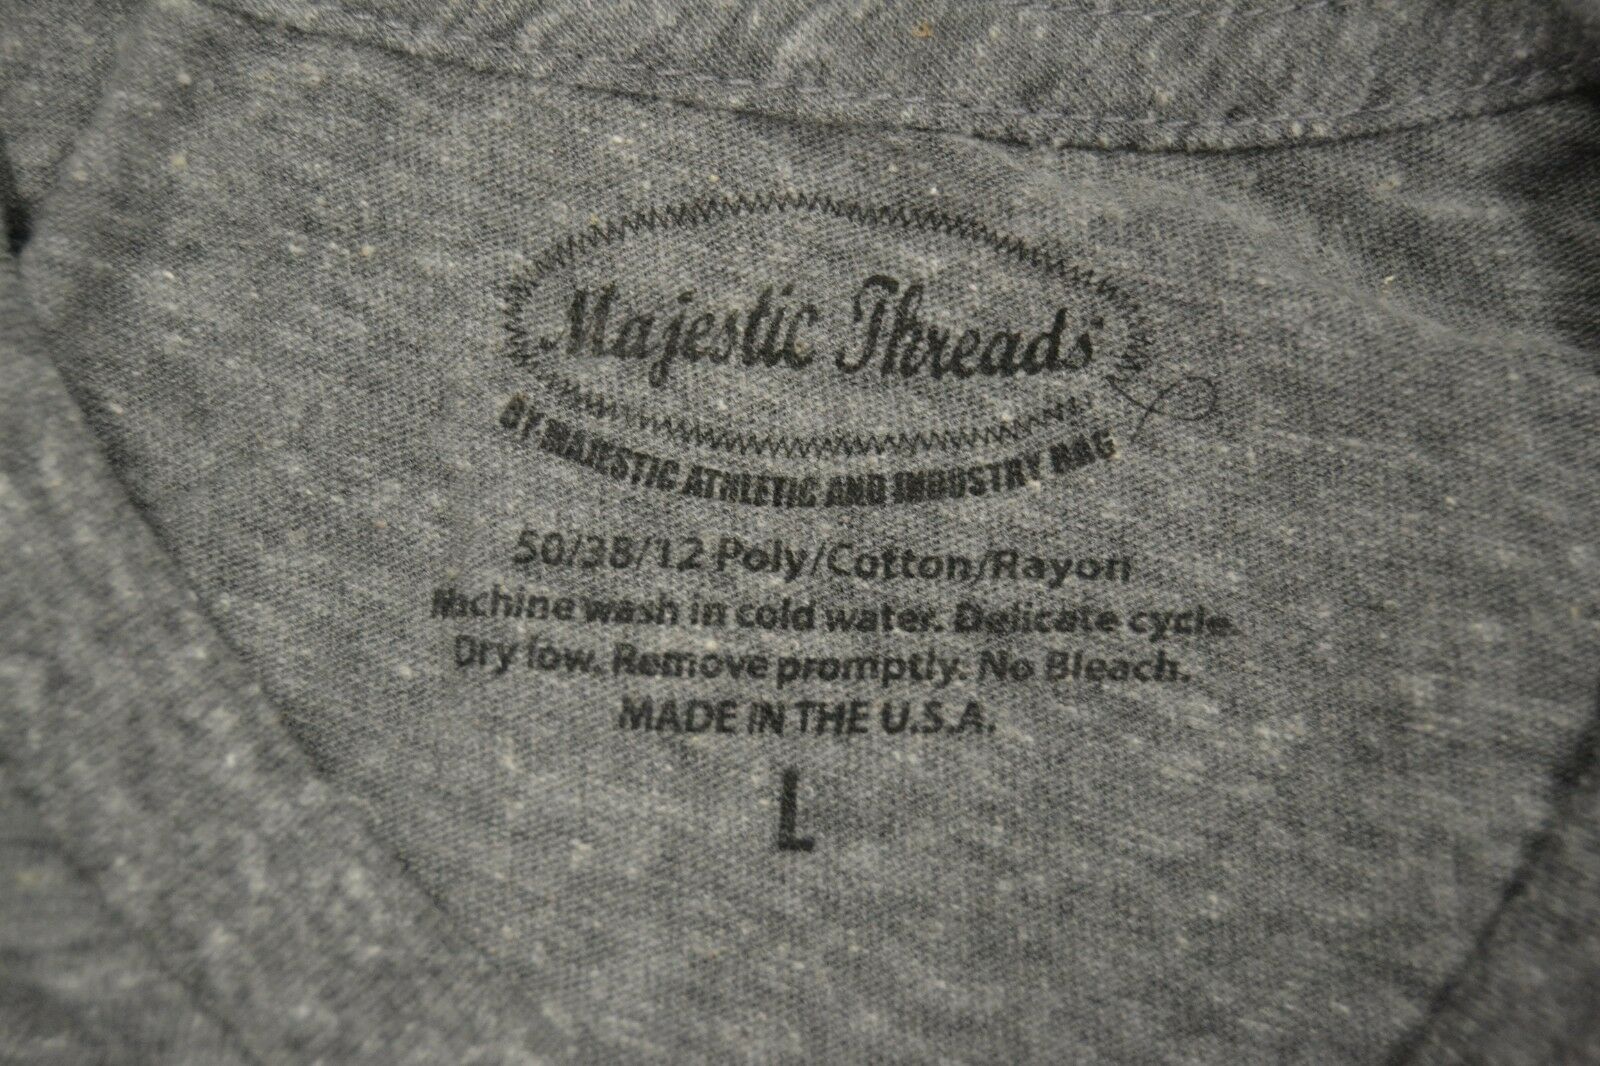 Majestic Threads
BY MAJESTIC ATHLETIC AND INDUSTRY RAG
50/38/12 Poly/Cotton/Rayon
Machine wash in cold water. Delicate cycle.
Dry low. Remove promptly. No Bleach.
MADE IN THE U.S.A.
L